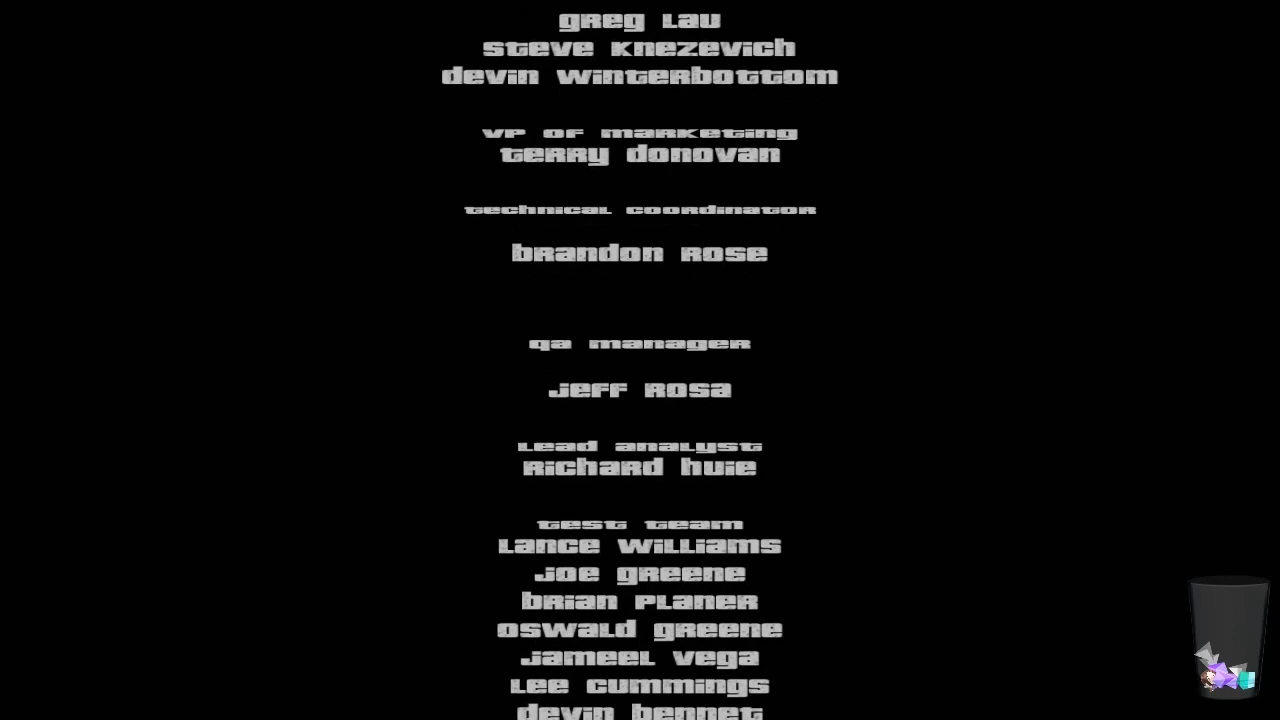 greg Lau
steve Knezevich
devin winterbottom
vp of marketing
terry donovan
technical coordinator
brandon rose
qa manager
Jeff Rosa
Lead analyst
Richard huie
test team
Lance williams
Joe greene
brian planer
oswald greene
Jameel vega
Lee cummings
devin bennet